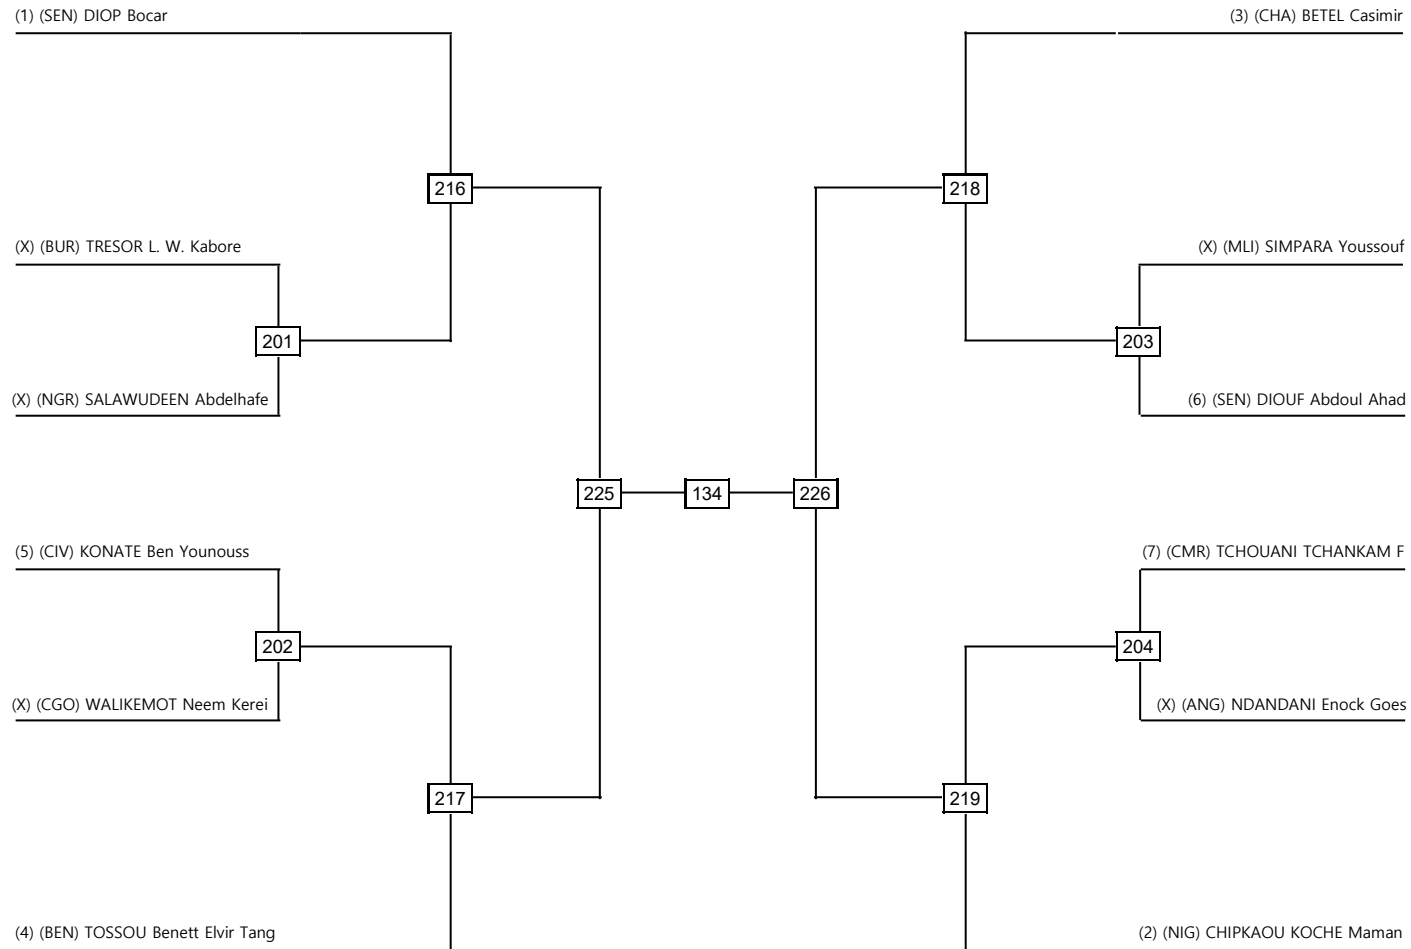 (1) (SEN) DIOP Bocar
(3) (CHA) BETEL Casimir
216
218
(X) (BUR) TRESOR L. W. Kabore
(X) (MLI) SIMPARA Youssouf
201
203
(X) (NGR) SALAWUDEEN Abdelhafe
(6) (SEN) DIOUF Abdoul Ahad
225
134
226
(5) (CIV) KONATE Ben Younouss
(7) (CMR) TCHOUANI TCHANKAM F
202
204
(X) (CGO) WALIKEMOT Neem Kerei
(X) (ANG) NDANDANI Enock Goes
217
219
(4) (BEN) TOSSOU Benett Elvir Tang
(2) (NIG) CHIPKAOU KOCHE Maman